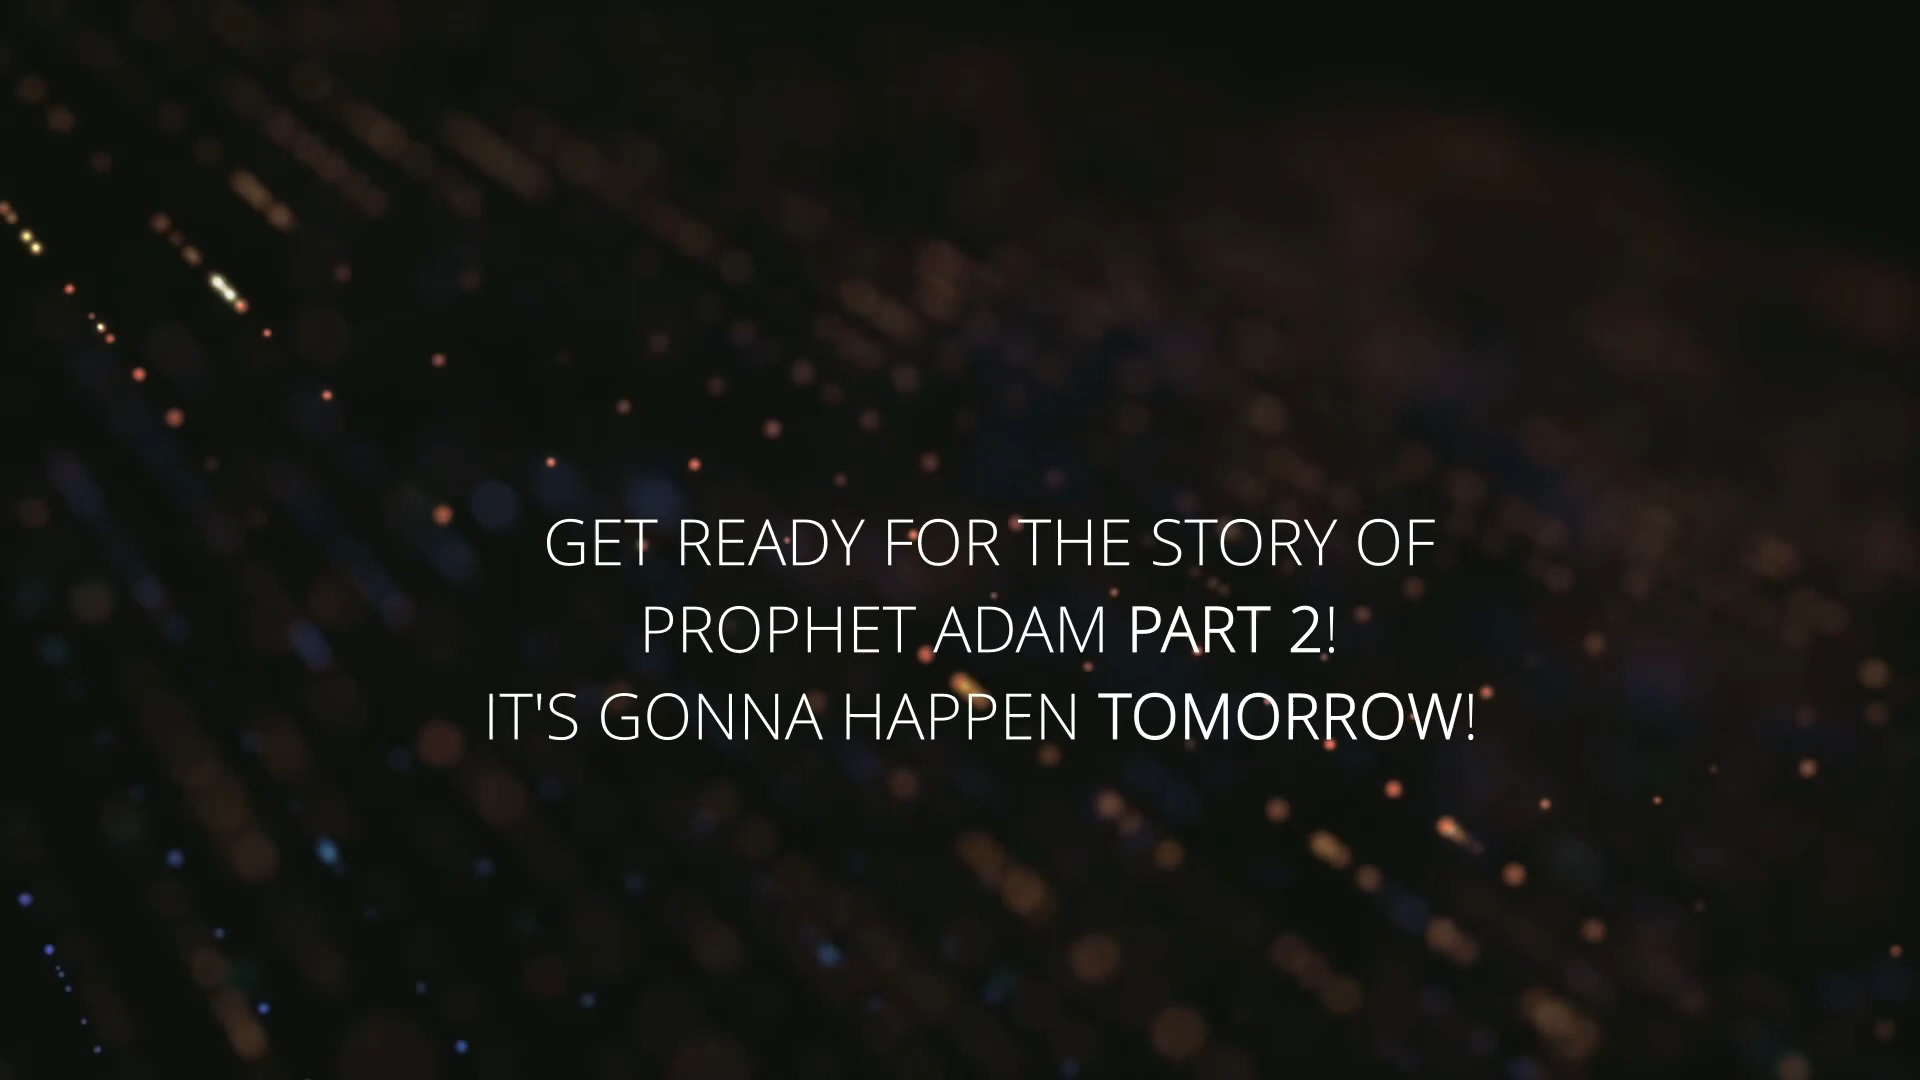 GET READY FOR THE STORY OF
PROPHET ADAM PART 2!
IT'S GONNA HAPPEN TOMORROW!